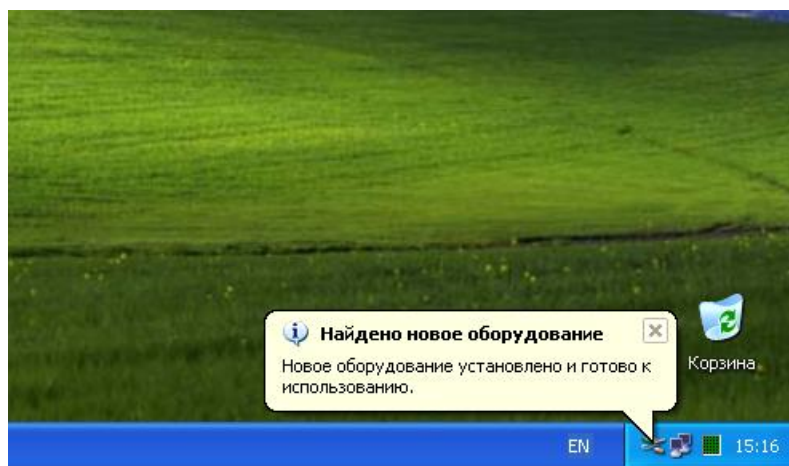 Найдено новое оборудование
Новое оборудование установлено и готово к
использованию.
Корзина
EN
15:16